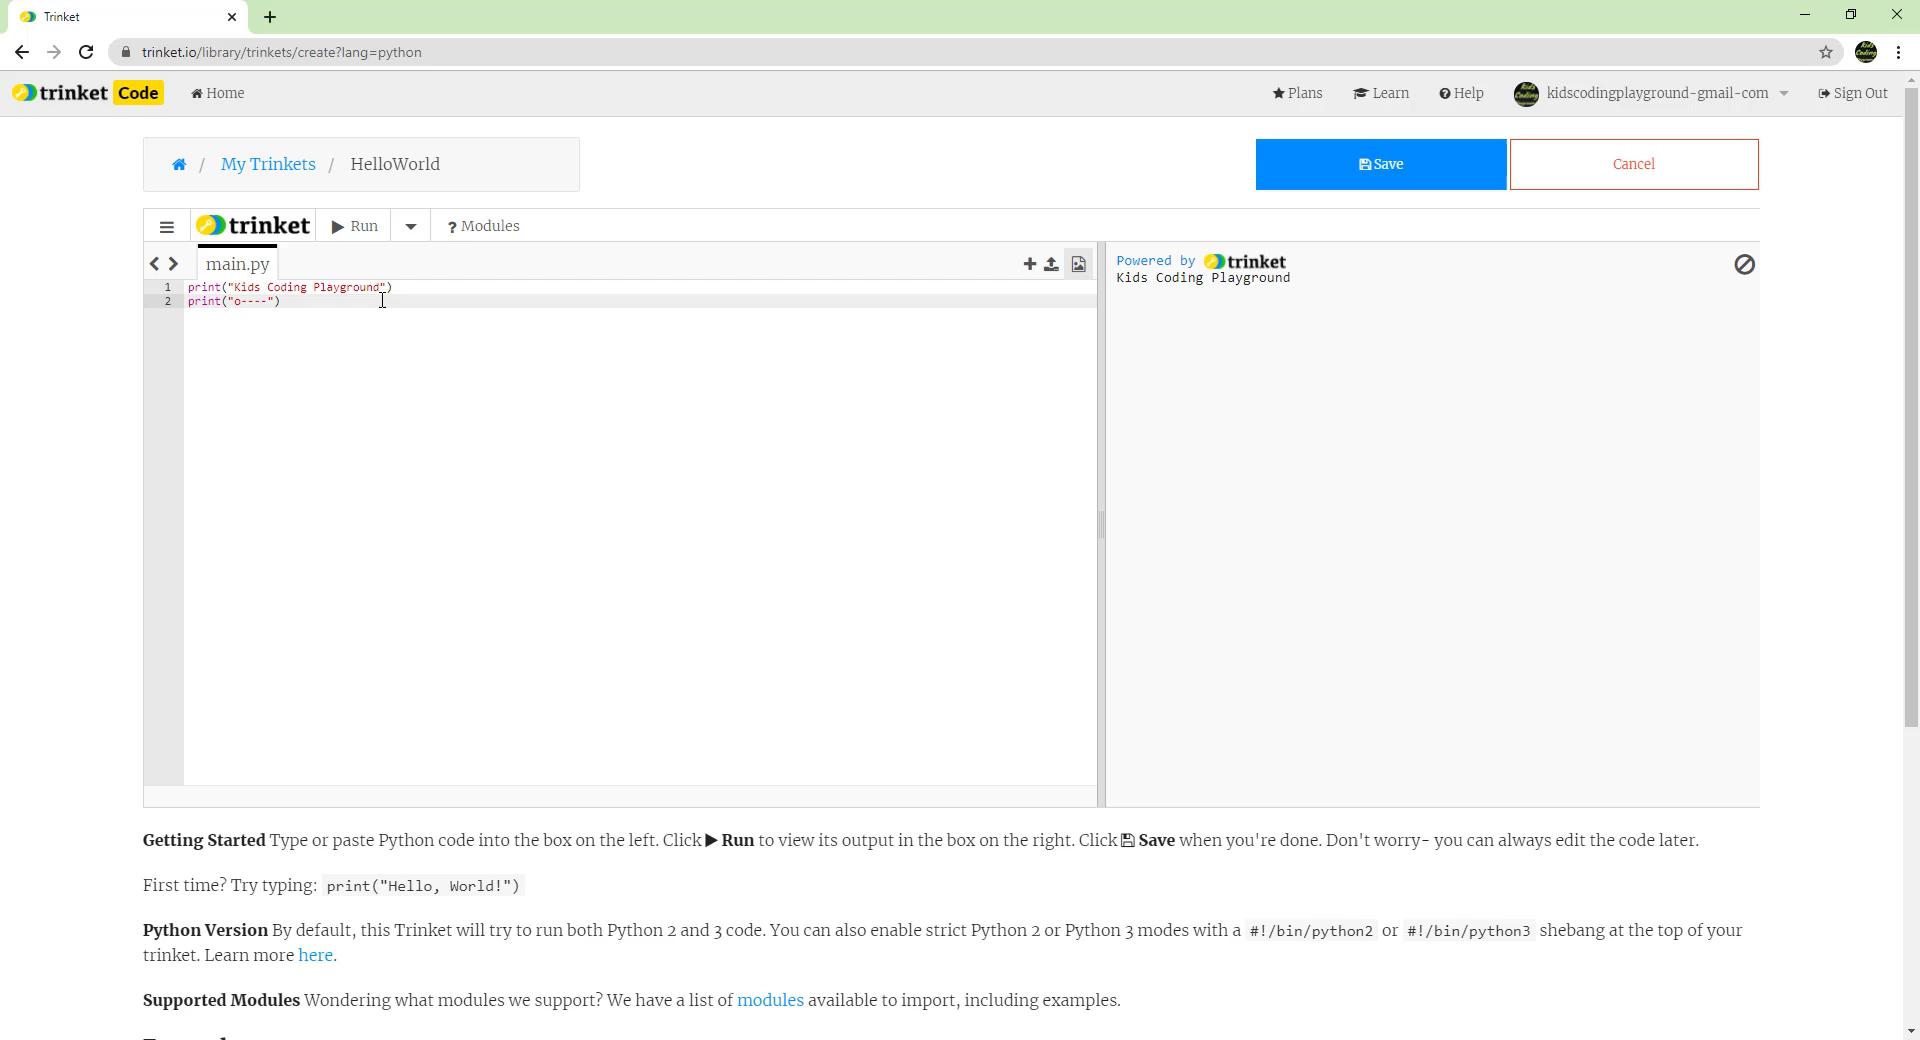 Trinket
trinket.io/library/trinkets/create?lang=python
trinket Code Home Plans Learn Help kidscodingplayground-gmail-com Sign Out
/ My Trinkets / HelloWorld Save Cancel
trinket Run ? Modules
main.py
1 print("Kids Coding Playground")
2 print("o----")
Powered by trinket
Kids Coding Playground
Getting Started Type or paste Python code into the box on the left. Click Run to view its output in the box on the right. Click Save when you're done. Don't worry- you can always edit the code later.
First time? Try typing: print("Hello, World!")
Python Version By default, this Trinket will try to run both Python 2 and 3 code. You can also enable strict Python 2 or Python 3 modes with a #!/bin/python2 or #!/bin/python3 shebang at the top of your
trinket. Learn more here.
Supported Modules Wondering what modules we support? We have a list of modules available to import, including examples.